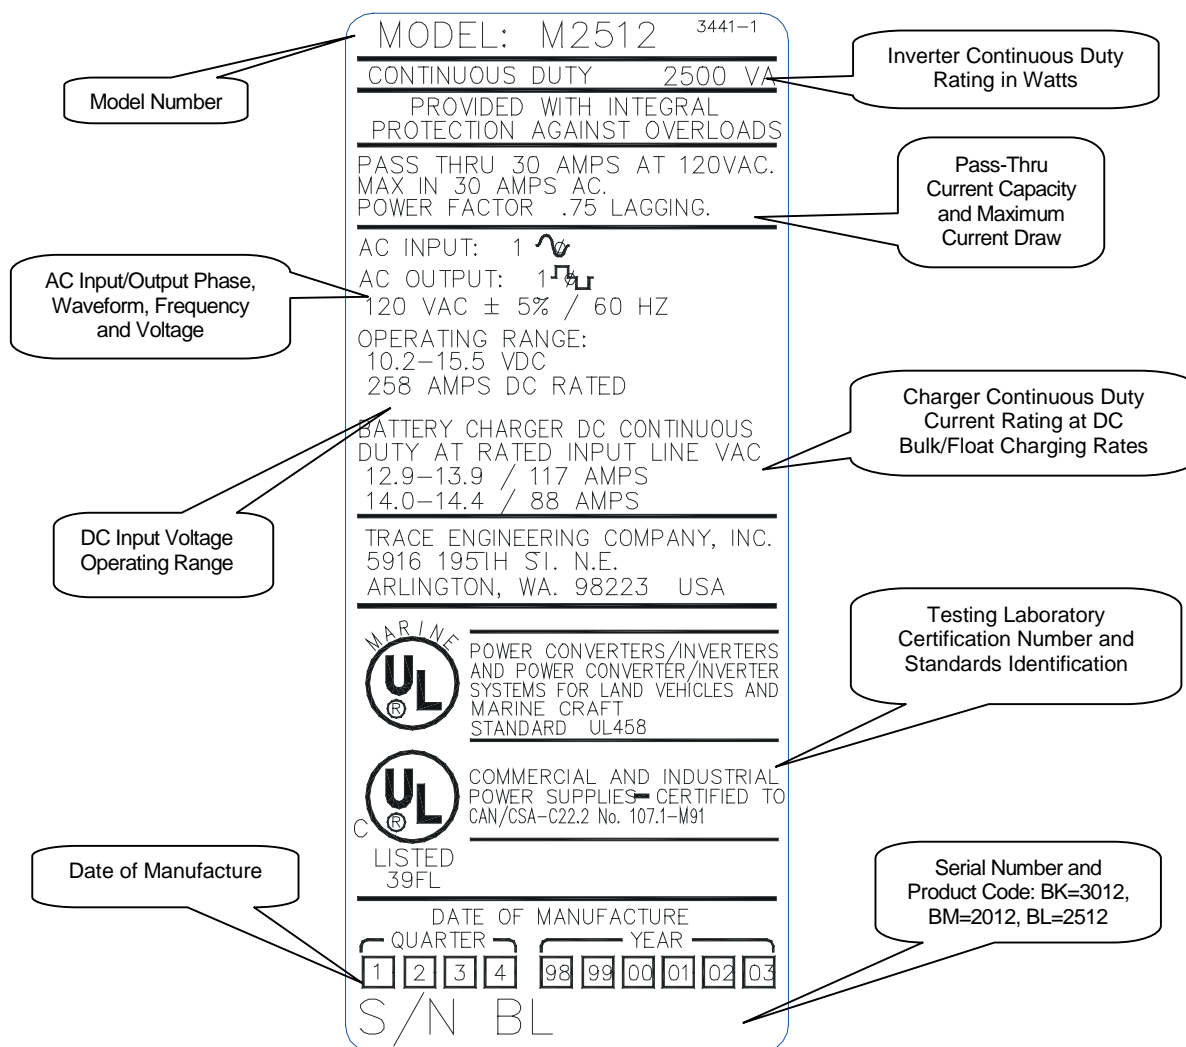 MODEL: M2512 3441-1
CONTINUOUS DUTY 2500 VA
PROVIDED WITH INTEGRAL
PROTECTION AGAINST OVERLOADS
PASS THRU 30 AMPS AT 120VAC.
MAX IN 30 AMPS AC.
POWER FACTOR .75 LAGGING.
AC INPUT: 1 ø
AC OUTPUT: 1 ø
120 VAC ± 5% / 60 HZ
OPERATING RANGE:
10.2-15.5 VDC
258 AMPS DC RATED
BATTERY CHARGER DC CONTINUOUS
DUTY AT RATED INPUT LINE VAC
12.9-13.9 / 117 AMPS
14.0-14.4 / 88 AMPS
TRACE ENGINEERING COMPANY, INC.
5916 195TH ST. N.E.
ARLINGTON, WA. 98223 USA
MARINE
UL
®
POWER CONVERTERS/INVERTERS
AND POWER CONVERTER/INVERTER
SYSTEMS FOR LAND VEHICLES AND
MARINE CRAFT
STANDARD UL458
UL
®
C
LISTED
39FL
COMMERCIAL AND INDUSTRIAL
POWER SUPPLIES- CERTIFIED TO
CAN/CSA-C22.2 No. 107.1-M91
DATE OF MANUFACTURE
QUARTER YEAR
1 2 3 4 98 99 00 01 02 03
S/N BL
Model Number
AC Input/Output Phase,
Waveform, Frequency
and Voltage
DC Input Voltage
Operating Range
Date of Manufacture
Inverter Continuous Duty
Rating in Watts
Pass-Thru
Current Capacity
and Maximum
Current Draw
Charger Continuous Duty
Current Rating at DC
Bulk/Float Charging Rates
Testing Laboratory
Certification Number and
Standards Identification
Serial Number and
Product Code: BK=3012,
BM=2012, BL=2512